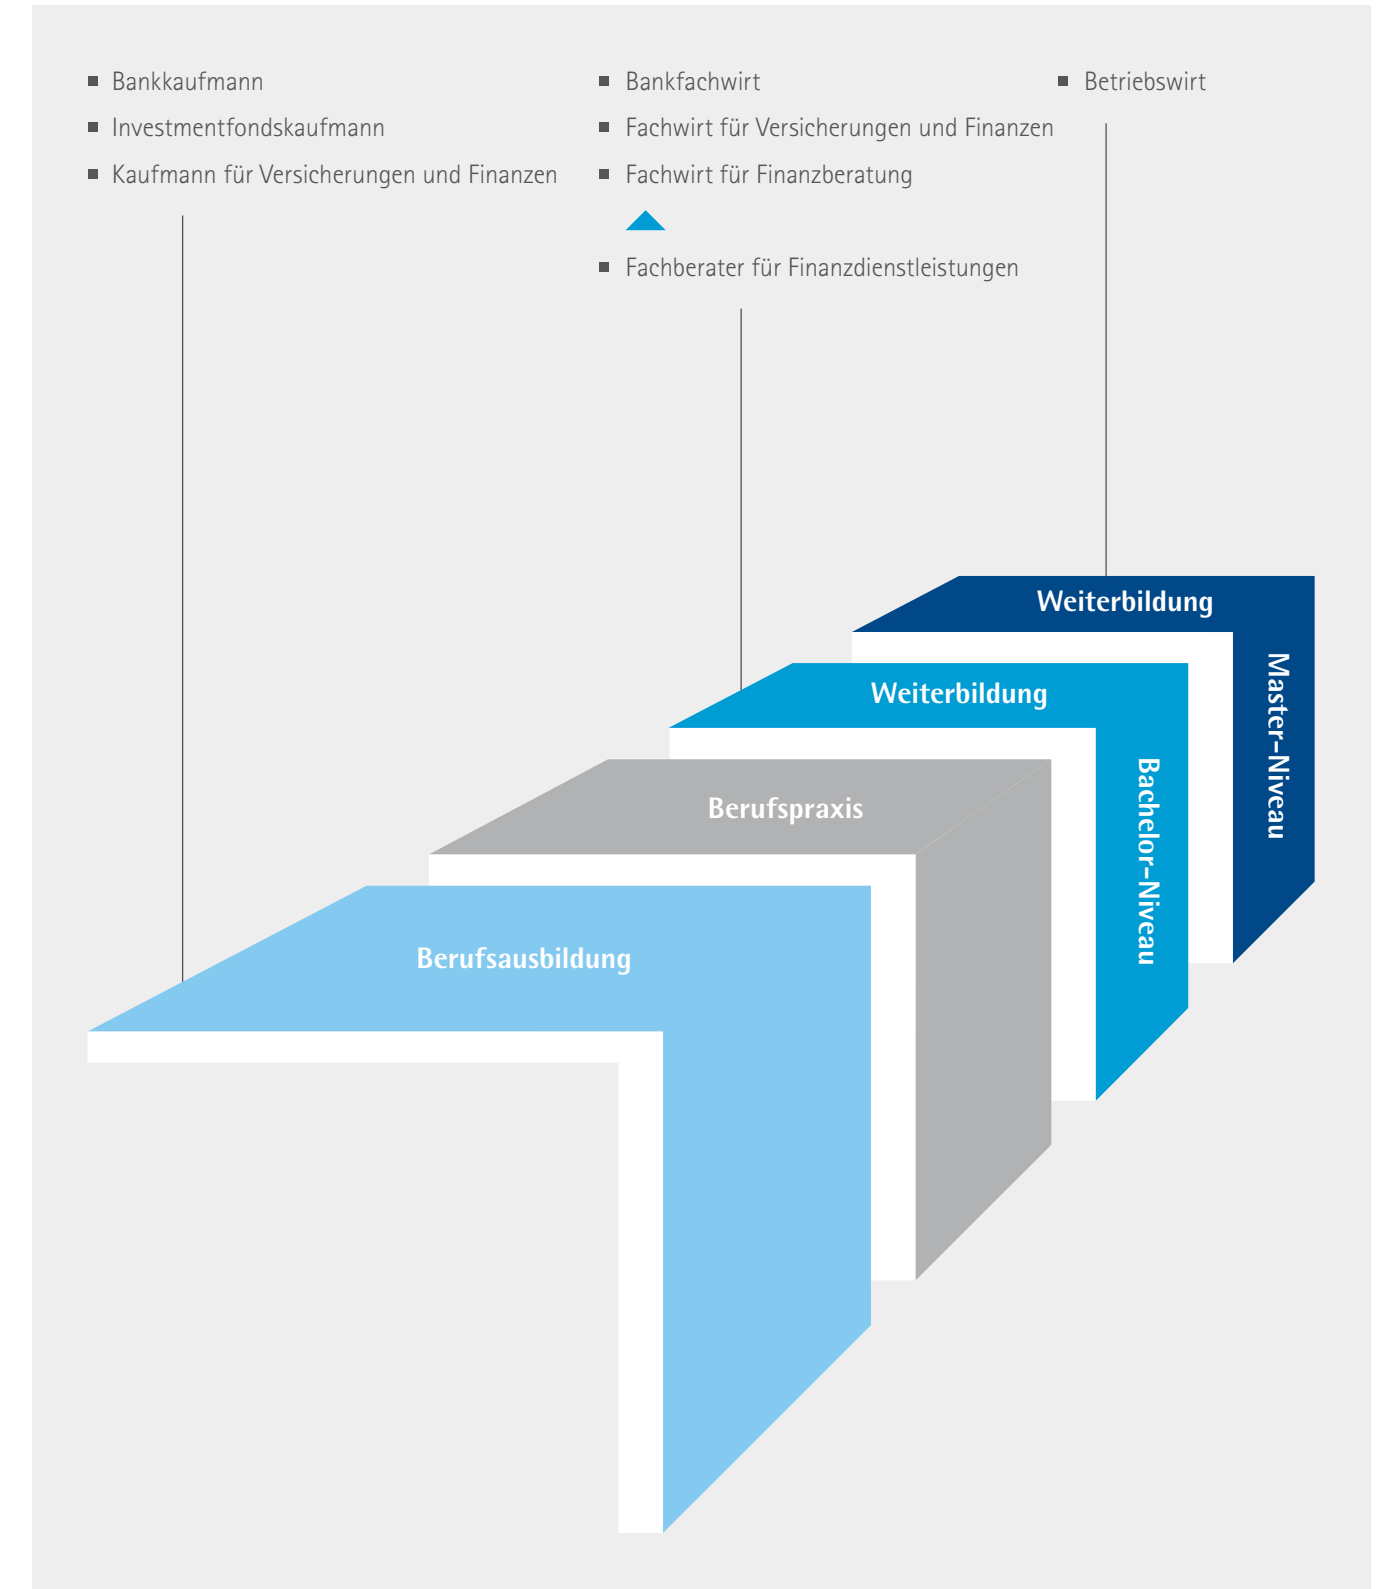 Bankkaufmann
Investmentfondskaufmann
Kaufmann für Versicherungen und Finanzen
Bankfachwirt
Fachwirt für Versicherungen und Finanzen
Fachwirt für Finanzberatung
Fachberater für Finanzdienstleistungen
Betriebswirt
Weiterbildung
Master-Niveau
Weiterbildung
Bachelor-Niveau
Berufspraxis
Berufsausbildung